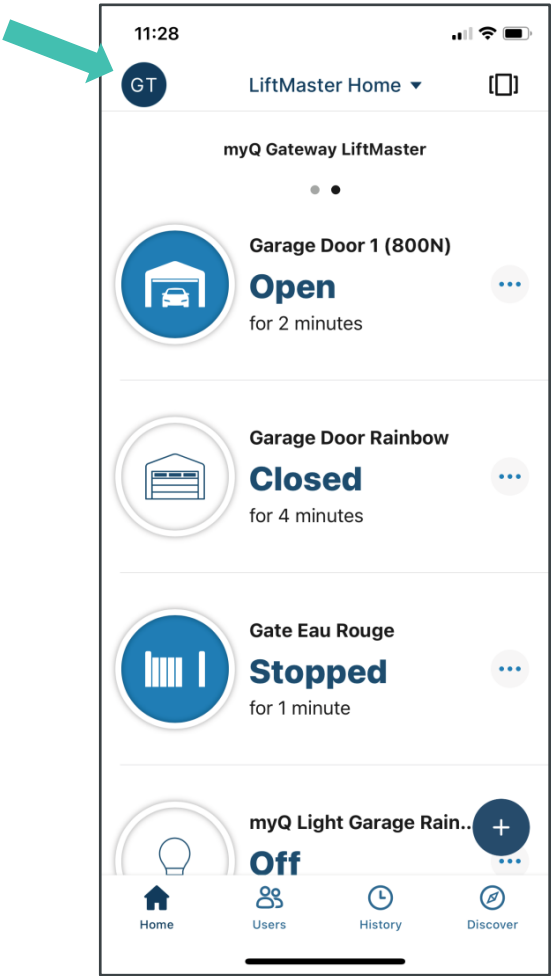 11:28
GT
LiftMaster Home
myQ Gateway LiftMaster
Garage Door 1 (800N)
Open
for 2 minutes
Garage Door Rainbow
Closed
for 4 minutes
Gate Eau Rouge
Stopped
for 1 minute
myQ Light Garage Rain..
Off
Home
Users
History
Discover